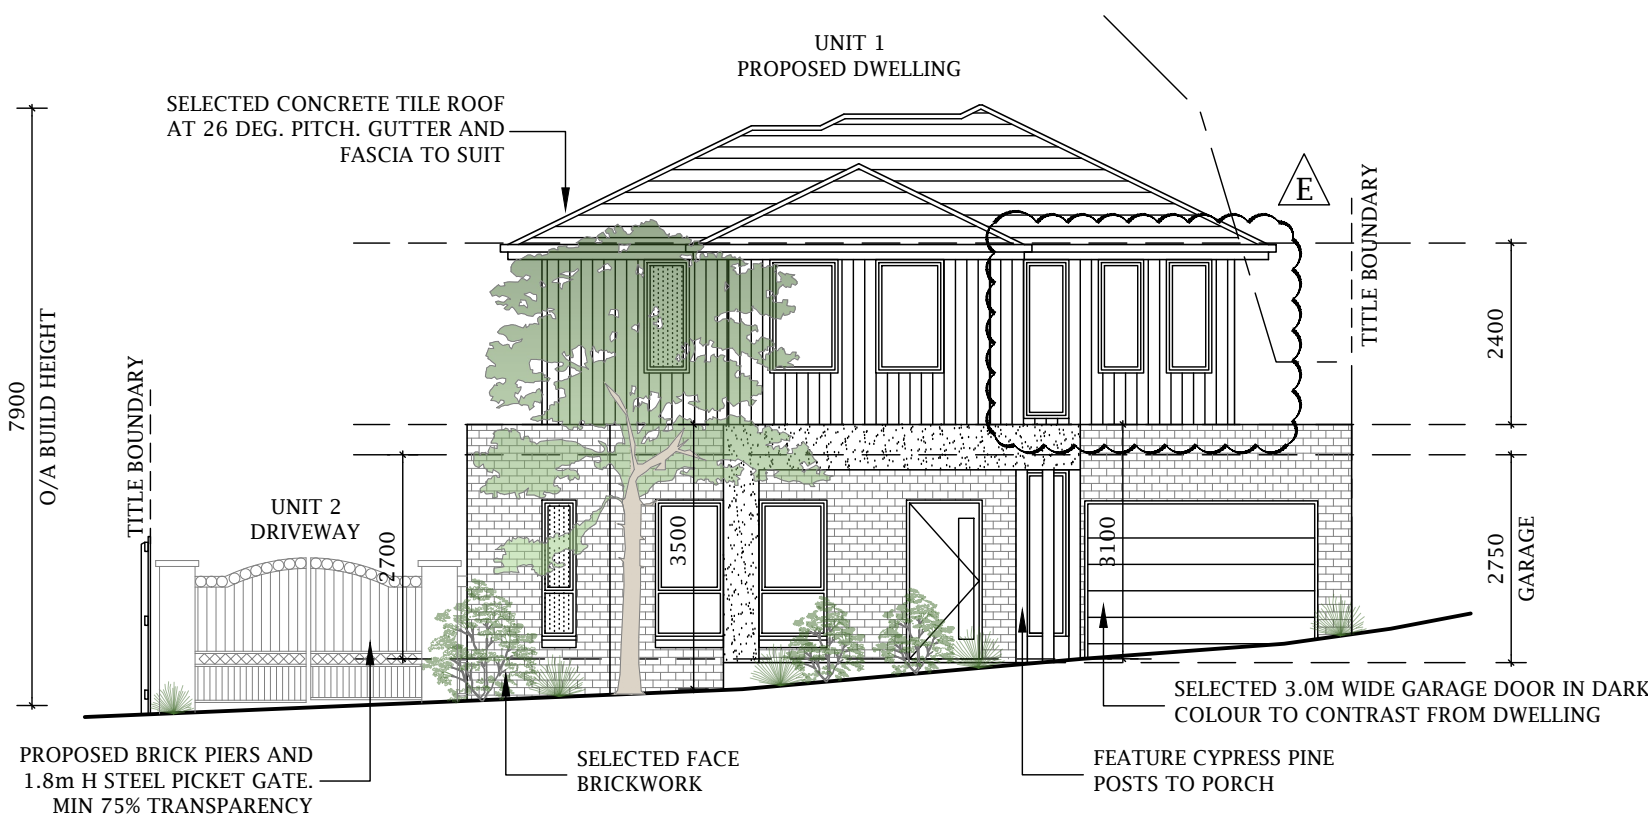 UNIT 1
PROPOSED DWELLING
SELECTED CONCRETE TILE ROOF
AT 26 DEG. PITCH. GUTTER AND
FASCIA TO SUIT
E
TITLE BOUNDARY
2400
7900
O/A BUILD HEIGHT
TITLE BOUNDARY
UNIT 2
DRIVEWAY
2700
3500
3100
2750
GARAGE
SELECTED 3.0M WIDE GARAGE DOOR IN DARK
COLOUR TO CONTRAST FROM DWELLING
PROPOSED BRICK PIERS AND
1.8m H STEEL PICKET GATE.
MIN 75% TRANSPARENCY
SELECTED FACE
BRICKWORK
FEATURE CYPRESS PINE
POSTS TO PORCH